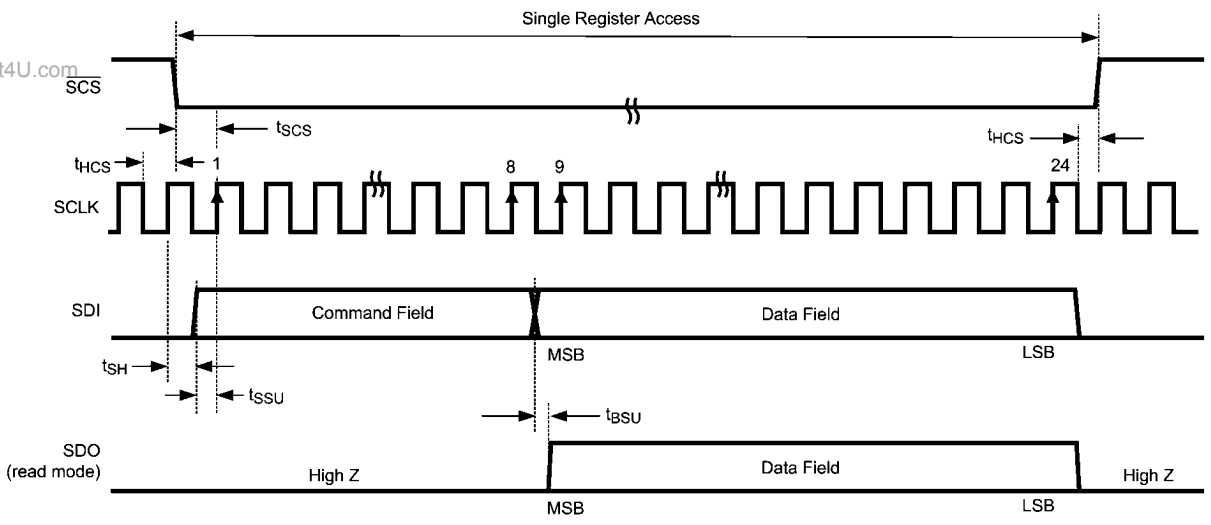 Single Register Access
t4U.com
SCS
tSCS
tHCS
tHCS
1
8
9
24
SCLK
SDI
Command Field
Data Field
MSB
LSB
tSH
tSSU
tBSU
SDO
(read mode)
High Z
Data Field
High Z
MSB
LSB